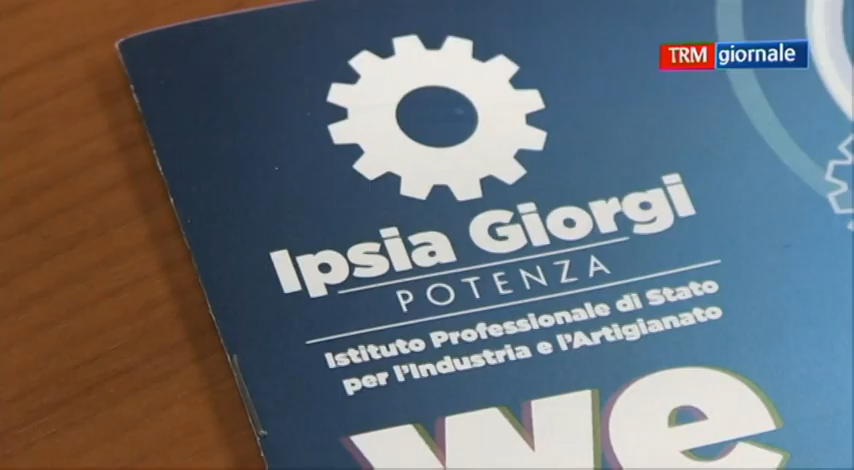 TRM giornale
Ipsia Giorgi
POTENZA
Istituto Professionale di Stato
per l'Industria e l'Artigianato
we